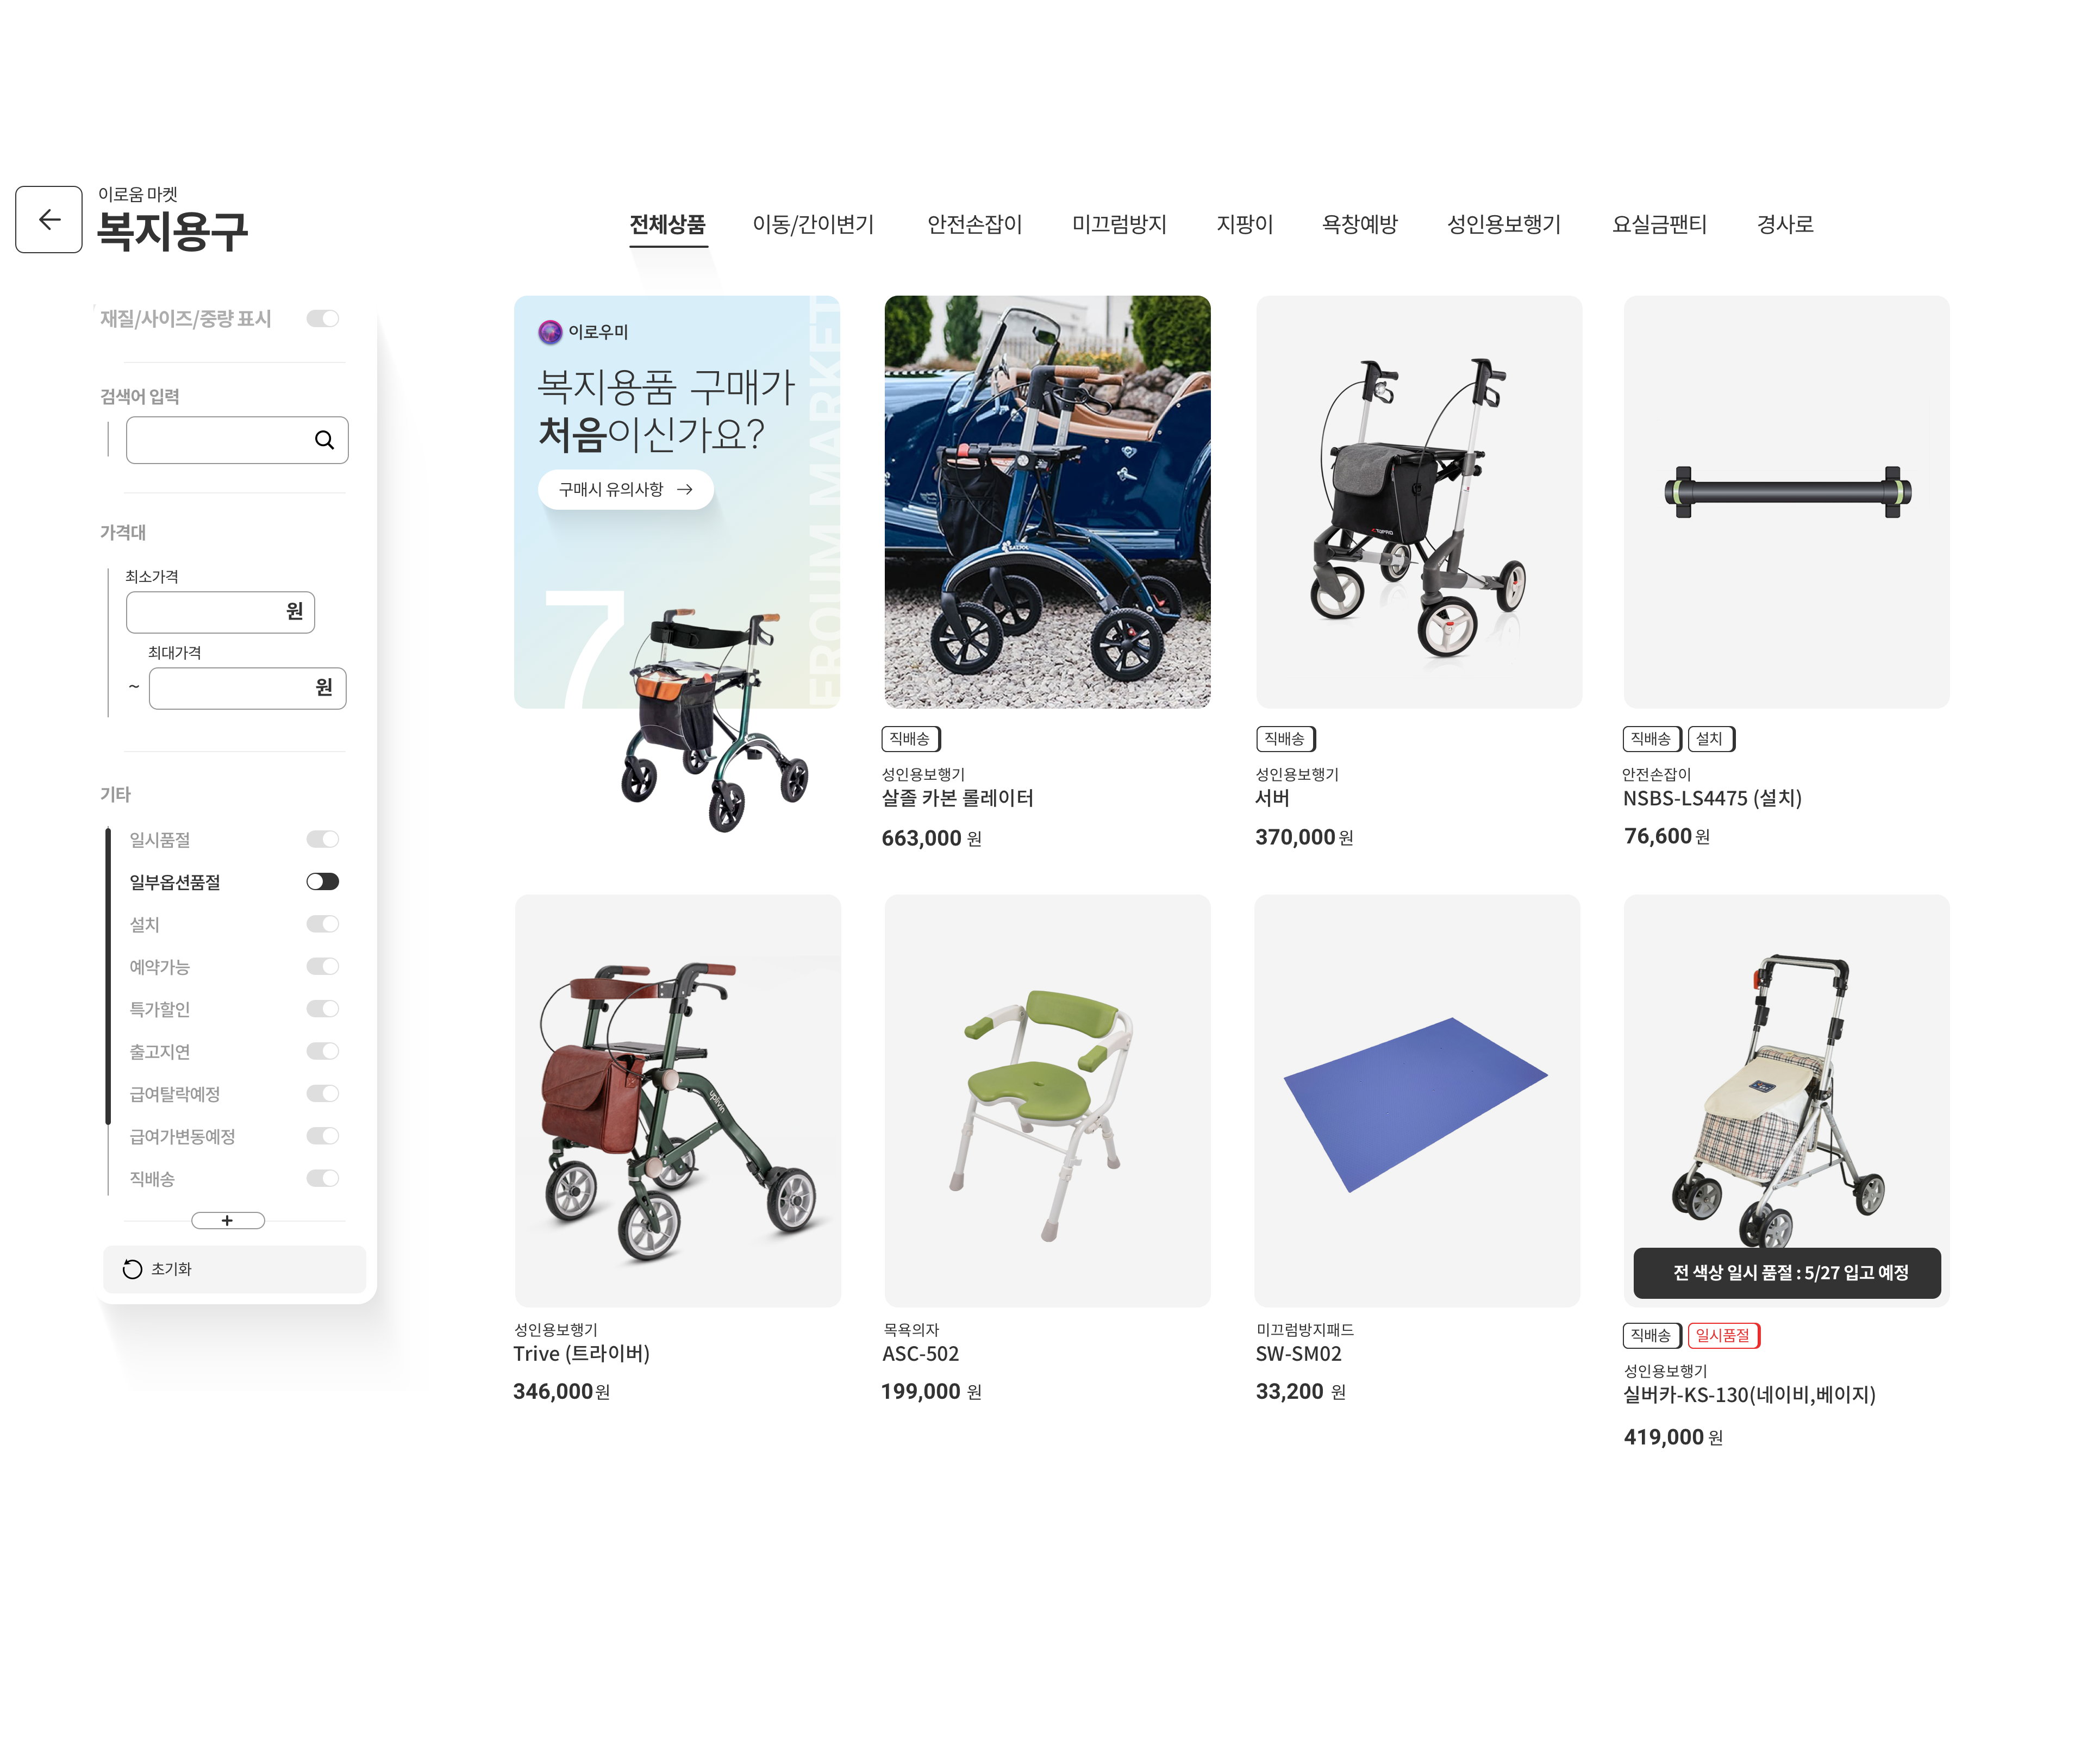 이로움 마켓
복지용구
전체상품 이동/간이변기 안전손잡이 미끄럼방지 지팡이 욕창예방 성인용보행기 요실금팬티 경사로
재질/사이즈/중량 표시
검색어 입력
가격대
최소가격
원
최대가격
~ 원
기타
일시품절
일부옵션품절
설치
예약가능
특가할인
출고지연
급여탈락예정
급여가변동예정
직배송
+
초기화
이로우미
복지용품 구매가
처음이신가요?
구매시 유의사항 →
7
EROUM MARKET
SALJOL
직배송
성인용보행기
살졸 카본 롤레이터
663,000 원
TOPRO
직배송
성인용보행기
서버
370,000 원
직배송 설치
안전손잡이
NSBS-LS4475 (설치)
76,600 원
uplivin
성인용보행기
Trive (트라이버)
346,000 원
목욕의자
ASC-502
199,000 원
미끄럼방지패드
SW-SM02
33,200 원
전 색상 일시 품절 : 5/27 입고 예정
직배송 일시품절
성인용보행기
실버카-KS-130(네이비,베이지)
419,000 원